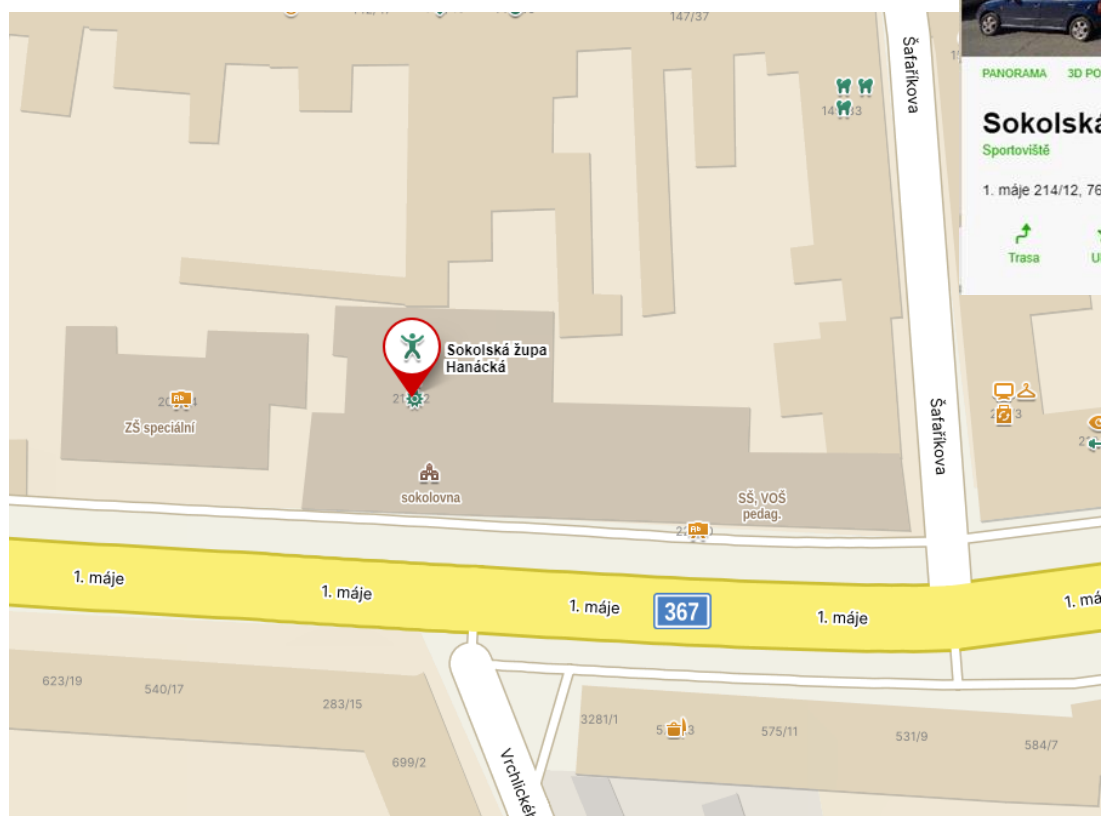 147/37
Šafaříkova
PANORAMA 3D PO
Sokolská
Sportoviště
1. máje 214/12, 76
Trasa
Sokolská župa
Hanácká
ZŠ speciální
sokolovna
SŠ, VOŠ
pedag.
Šafaříkova
1. máje
1. máje
1. máje
367
1. máje
1. má
623/19
540/17
283/15
699/2
3281/1
575/11
531/9
584/7
Vrchlickéh